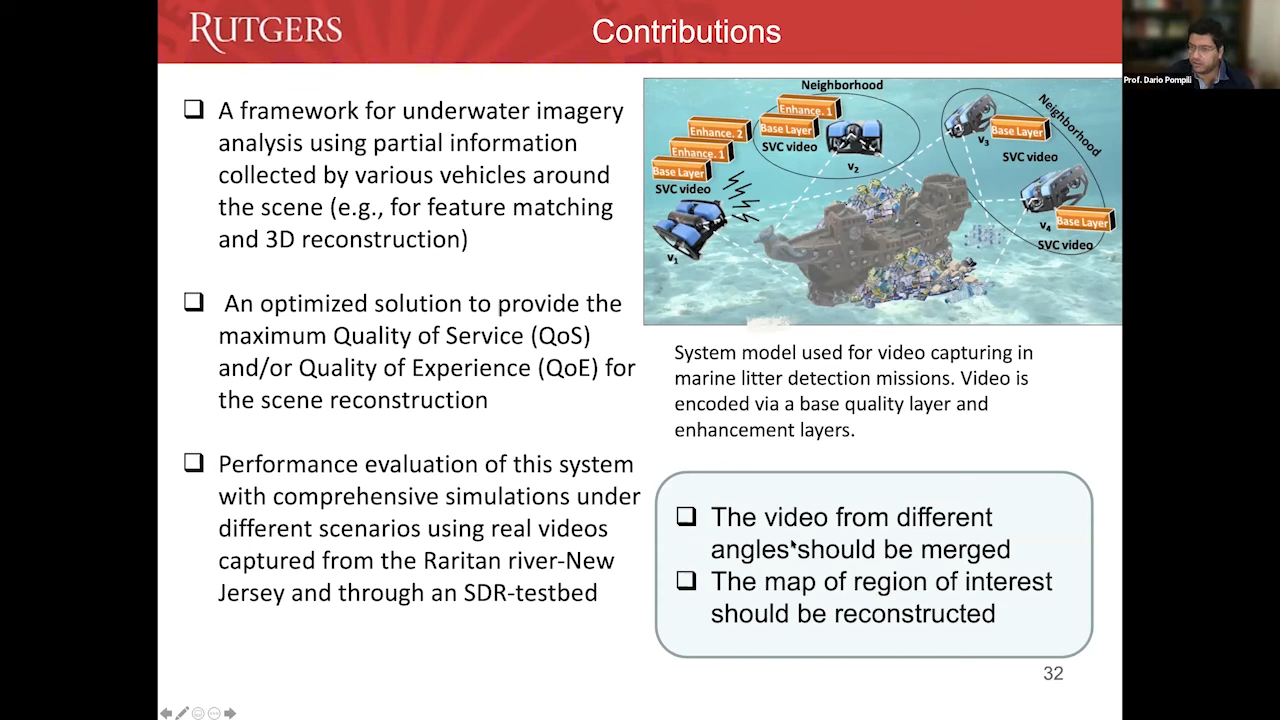 RUTGERS
Contributions
Prof. Dario Pompili
❑ A framework for underwater imagery
analysis using partial information
collected by various vehicles around
the scene (e.g., for feature matching
and 3D reconstruction)
❑ An optimized solution to provide the
maximum Quality of Service (QoS)
and/or Quality of Experience (QoE) for
the scene reconstruction
❑ Performance evaluation of this system
with comprehensive simulations under
different scenarios using real videos
captured from the Raritan river-New
Jersey and through an SDR-testbed
Neighborhood
Enhance. 1
Base Layer
SVC video
v2
Enhance. 2
Enhance. 1
Base Layer
SVC video
v1
Neighborhood
Base Layer
v3
SVC video
Base Layer
v4
SVC video
System model used for video capturing in
marine litter detection missions. Video is
encoded via a base quality layer and
enhancement layers.
❑ The video from different
angles should be merged
❑ The map of region of interest
should be reconstructed
32